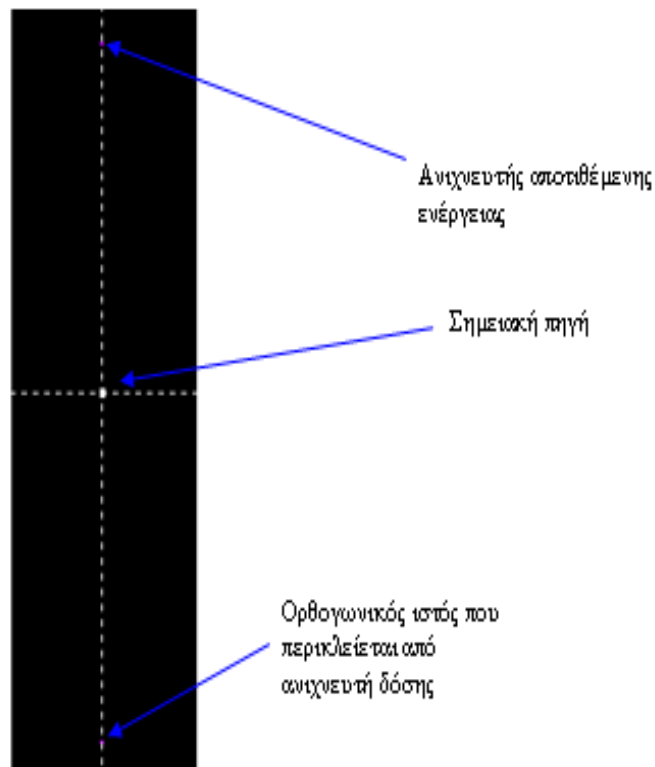 Ανιχνευτής αποτιθέμενης
ενέργειας
Σημειακή πηγή
Ορθογωνικός ιστός που
περικλείεται από
ανιχνευτή δόσης